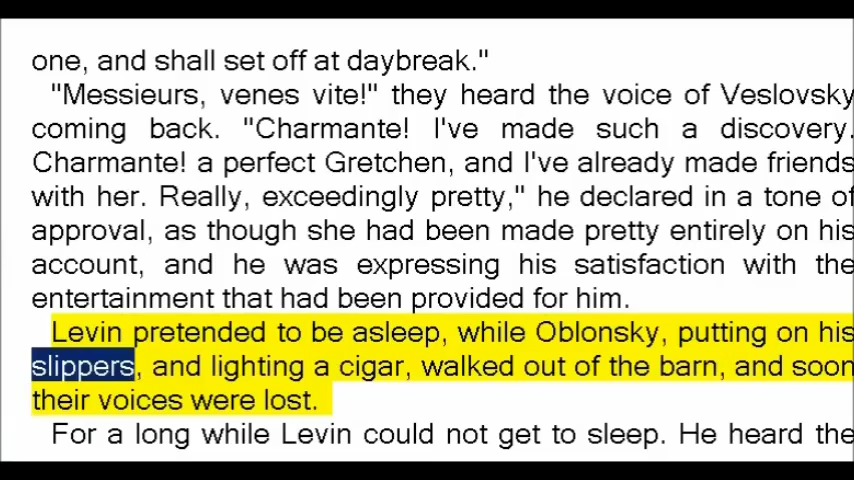 one, and shall set off at daybreak."
"Messieurs, venes vite!" they heard the voice of Veslovsky
coming back. "Charmante! I've made such a discovery.
Charmante! a perfect Gretchen, and I've already made friends
with her. Really, exceedingly pretty," he declared in a tone of
approval, as though she had been made pretty entirely on his
account, and he was expressing his satisfaction with the
entertainment that had been provided for him.
Levin pretended to be asleep, while Oblonsky, putting on his
slippers, and lighting a cigar, walked out of the barn, and soon
their voices were lost.
For a long while Levin could not get to sleep. He heard the